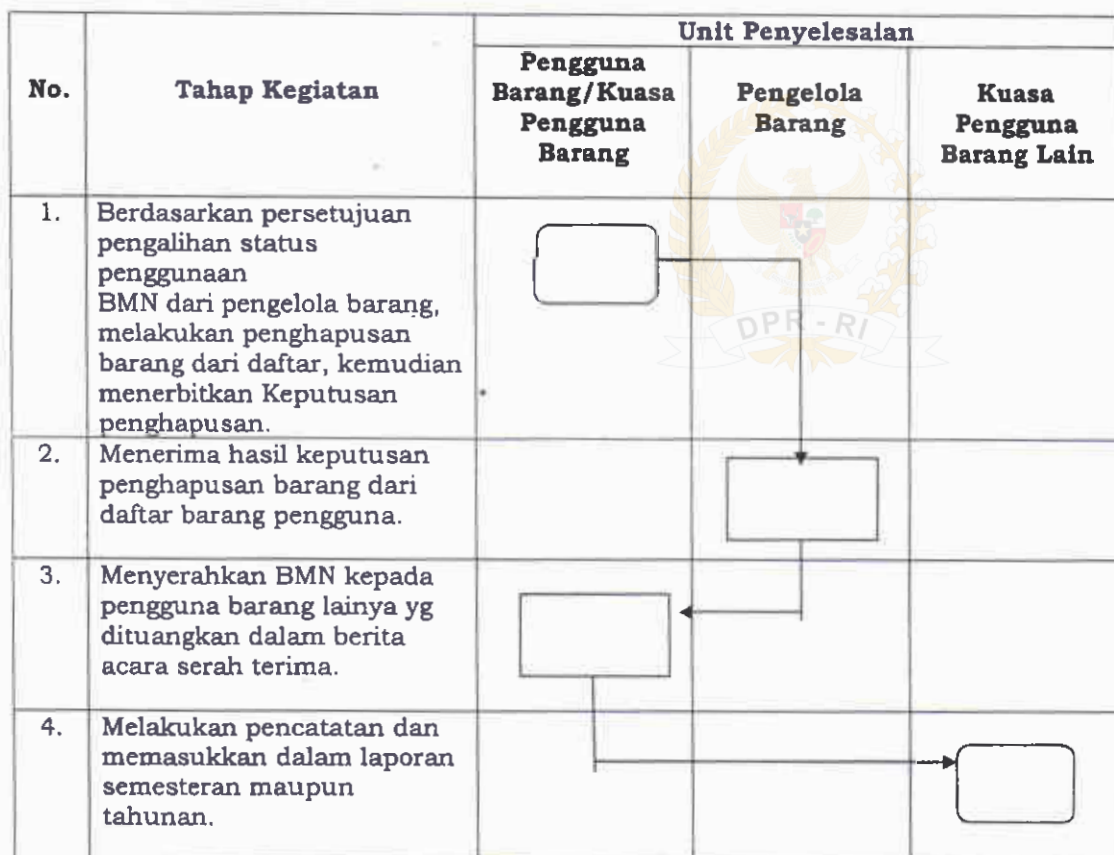 Unit Penyelesaian
No.
Tahap Kegiatan
Pengguna
Barang/Kuasa
Pengguna
Barang
Pengelola
Barang
Kuasa
Pengguna
Barang Lain
1.
Berdasarkan persetujuan
pengalihan status
penggunaan
BMN dari pengelola barang,
melakukan penghapusan
barang dari daftar, kemudian
menerbitkan Keputusan
penghapusan.
DPR - RI
2.
Menerima hasil keputusan
penghapusan barang dari
daftar barang pengguna.
3.
Menyerahkan BMN kepada
pengguna barang lainya yg
dituangkan dalam berita
acara serah terima.
4.
Melakukan pencatatan dan
memasukkan dalam laporan
semesteran maupun
tahunan.